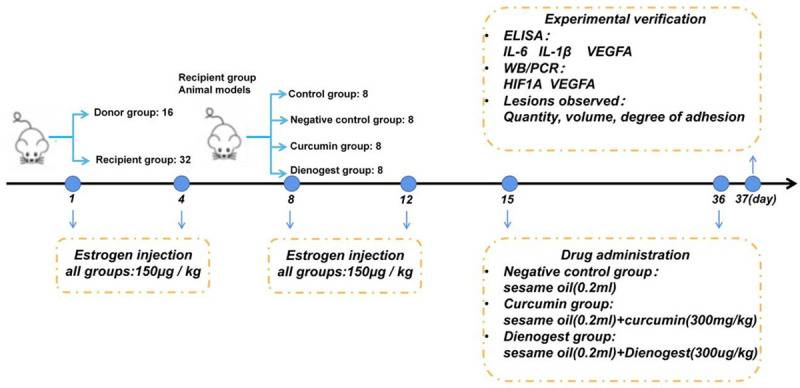 Experimental verification
• ELISA：
IL-6 IL-1β VEGFA
• WB/PCR：
HIF1A VEGFA
• Lesions observed：
Quantity, volume, degree of adhesion
Recipient group
Animal models
Donor group: 16
Recipient group: 32
Control group: 8
Negative control group: 8
Curcumin group: 8
Dienogest group: 8
1 4 8 12 15 36 37(day)
Estrogen injection
all groups:150μg / kg
Estrogen injection
all groups:150μg / kg
Drug administration
• Negative control group：
sesame oil(0.2ml)
• Curcumin group：
sesame oil(0.2ml)+curcumin(300mg/kg)
• Dienogest group：
sesame oil(0.2ml)+Dienogest(300ug/kg)